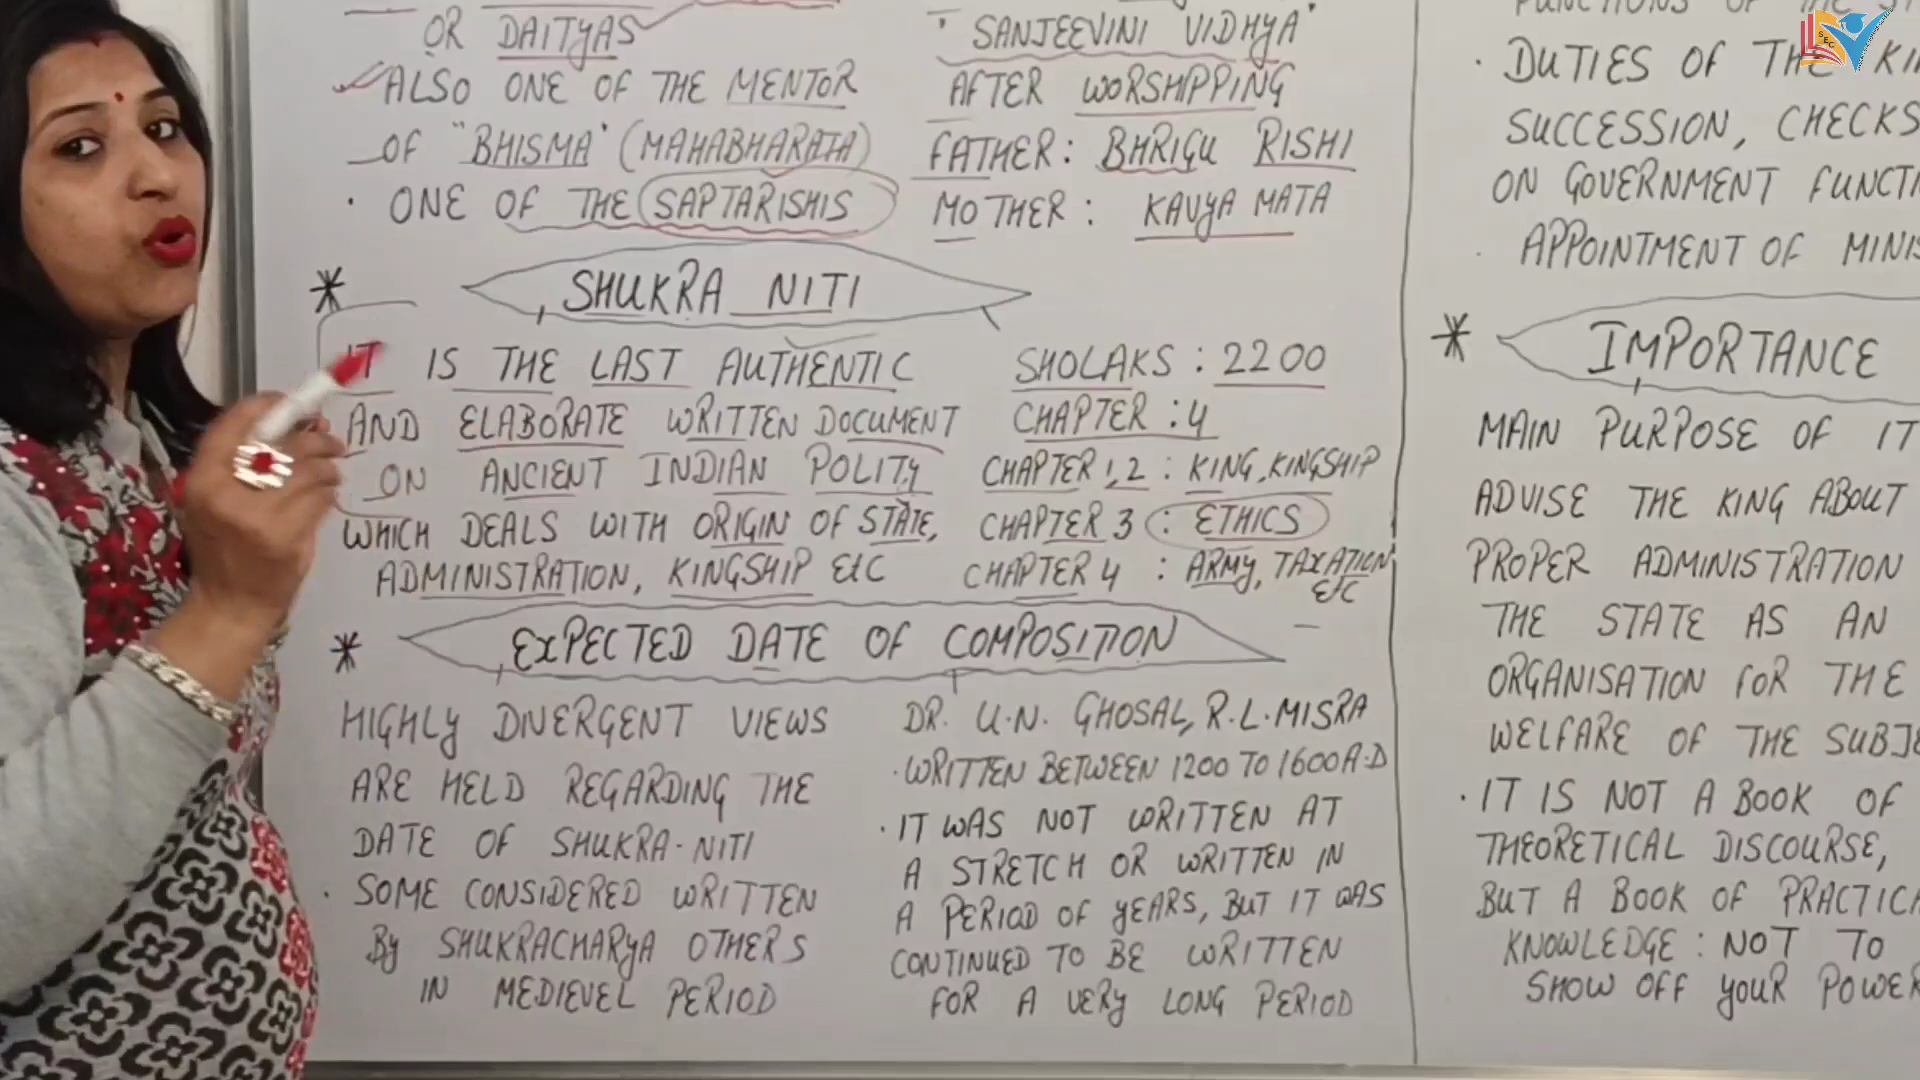 OR DAITYAS
ALSO ONE OF THE MENTOR
OF "BHISMA" (MAHABHARATA)
· ONE OF THE SAPTARISHIS
"SANJEEVINI VIDHYA"
AFTER WORSHIPPING
FATHER : BHRIGU RISHI
MOTHER : KAVYA MATA
* SHUKRA NITI
IT IS THE LAST AUTHENTIC
AND ELABORATE WRITTEN DOCUMENT
ON ANCIENT INDIAN POLITY
WHICH DEALS WITH ORIGIN OF STATE,
ADMINISTRATION, KINGSHIP EtC
SHOLAKS : 2200
CHAPTER : 4
CHAPTER 1, 2 : KING, KINGSHIP
CHAPTER 3 : ETHICS
CHAPTER 4 : ARMY, TAXATION
EtC
* EXPECTED DATE OF COMPOSITION
HIGHLY DIVERGENT VIEWS
ARE HELD REGARDING THE
DATE OF SHUKRA-NITI
· SOME CONSIDERED WRITTEN
By SHUKRACHARYA OTHERS
IN MEDIEVEL PERIOD
DR. U.N. GHOSAL, R.L. MISRA
· WRITTEN BETWEEN 1200 TO 1600 A.D
· IT WAS NOT WRITTEN AT
A STRETCH OR WRITTEN IN
A PERIOD OF YEARS, BUT IT WAS
CONTINUED TO BE WRITTEN
FOR A VERY LONG PERIOD
FUNCTIONS OF THE
· DUTIES OF THE
SUCCESSION, CHECKS
ON GOVERNMENT
· APPOINTMENT OF
* IMPORTANCE
MAIN PURPOSE OF IT
ADVISE THE KING ABOUT
PROPER ADMINISTRATION
THE STATE AS AN
ORGANISATION FOR THE
WELFARE OF THE
· IT IS NOT A BOOK OF
THEORETICAL DISCOURSE,
BUT A BOOK OF
KNOWLEDGE : NOT TO
SHOW OFF YOUR POWER
SEC